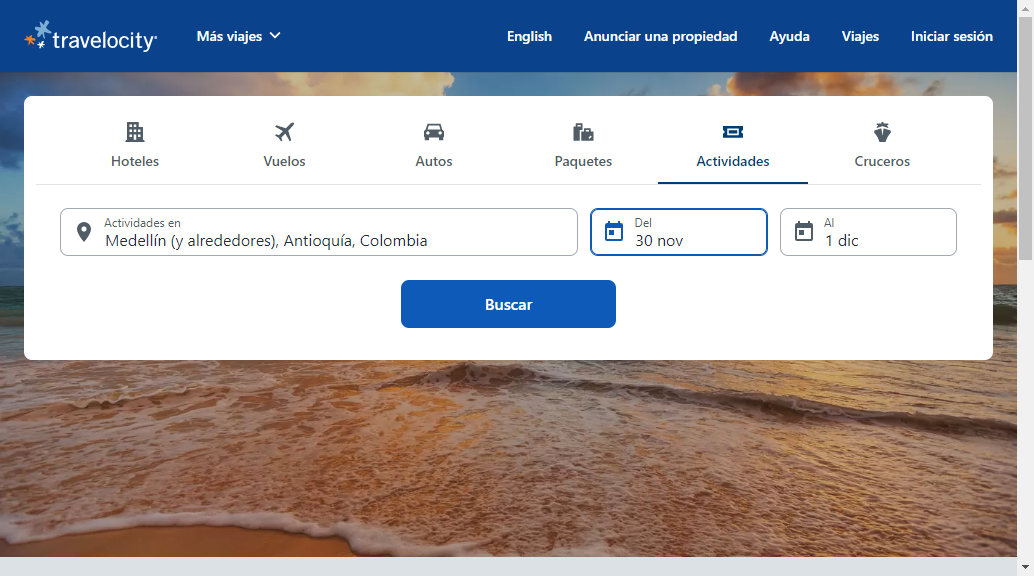 travelocity
Más viajes
English
Anunciar una propiedad
Ayuda
Viajes
Iniciar sesión
Hoteles
Vuelos
Autos
Paquetes
Actividades
Cruceros
Actividades en
Medellín (y alrededores), Antioquía, Colombia
Del
30 nov
Al
1 dic
Buscar